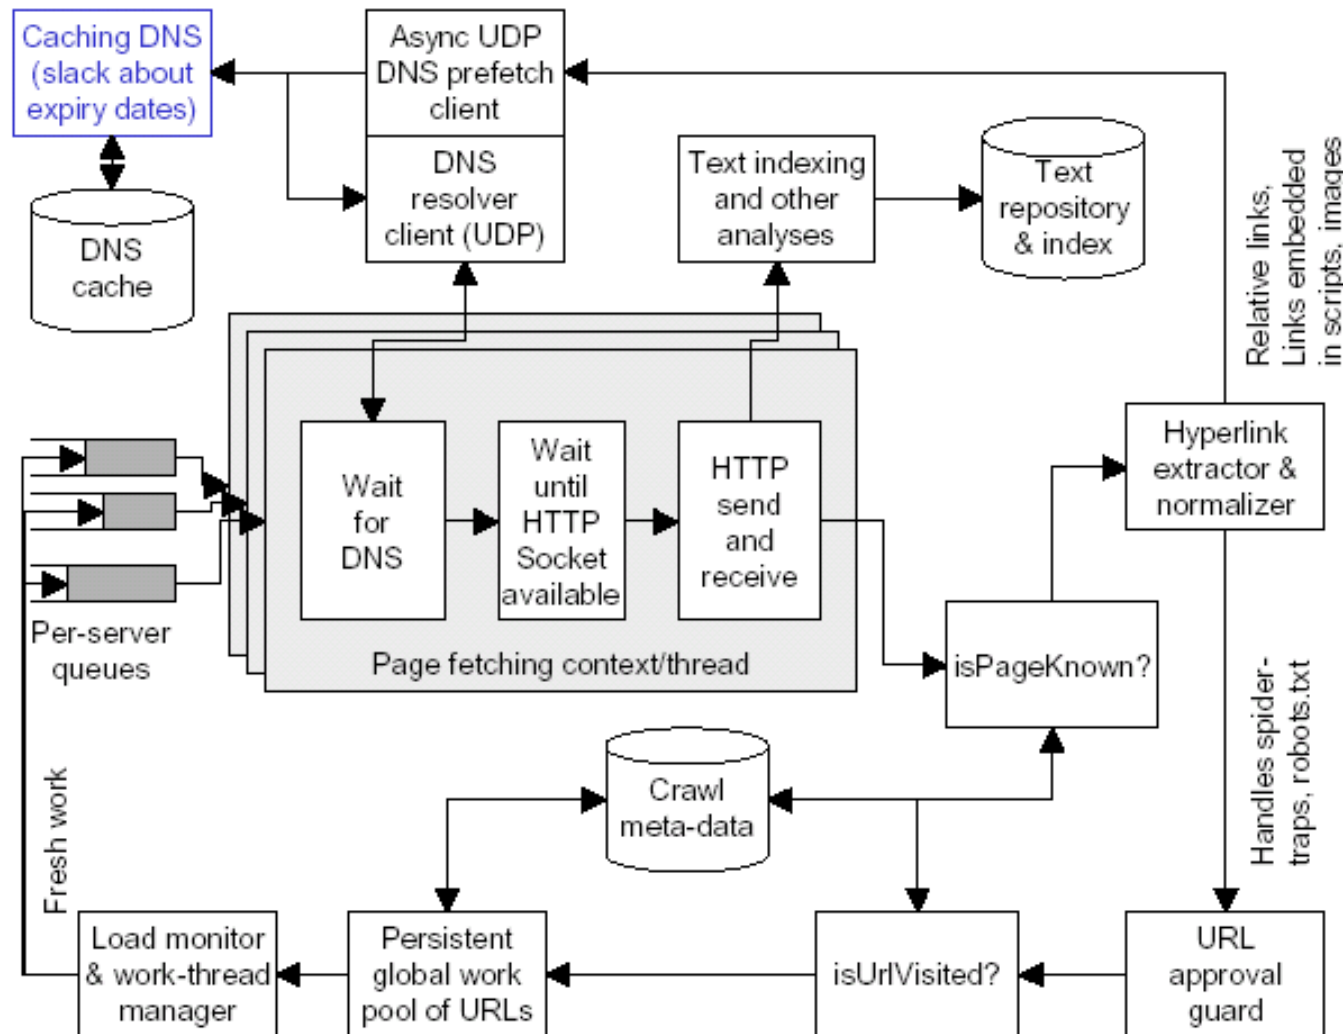 Caching DNS
(slack about
expiry dates)
Async UDP
DNS prefetch
client
DNS
resolver
client (UDP)
DNS
cache
Text indexing
and other
analyses
Text
repository
& index
Relative links,
Links embedded
in scripts, images
Hyperlink
extractor &
normalizer
Wait
for
DNS
Wait
until
HTTP
Socket
available
HTTP
send
and
receive
Page fetching context/thread
Per-server
queues
isPageKnown?
Handles spider-
traps, robots.txt
Crawl
meta-data
Fresh work
Load monitor
& work-thread
manager
Persistent
global work
pool of URLs
isUrlVisited?
URL
approval
guard